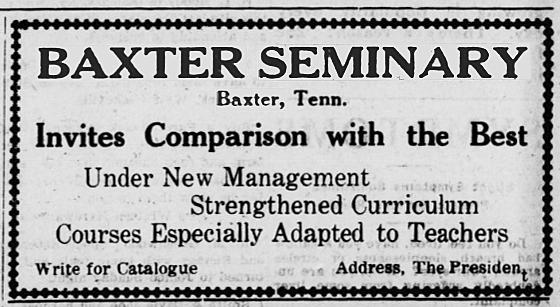 BAXTER SEMINARY
Baxter, Tenn.
Invites Comparison with the Best
Under New Management
Strengthened Curriculum
Courses Especially Adapted to Teachers
Write for Catalogue Address, The President